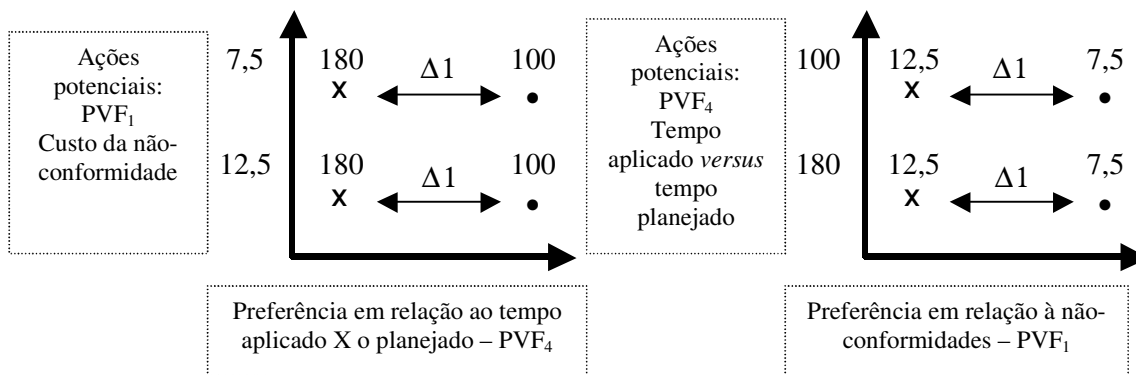 Ações
potenciais:
PVF₁
Custo da não-
conformidade
7,5 180 Δ1 100
x •
12,5 180 Δ1 100
x •
Preferência em relação ao tempo
aplicado X o planejado – PVF₄
Ações
potenciais:
PVF₄
Tempo
aplicado versus
tempo
planejado
100 12,5 Δ1 7,5
x •
180 12,5 Δ1 7,5
x •
Preferência em relação à não-
conformidades – PVF₁